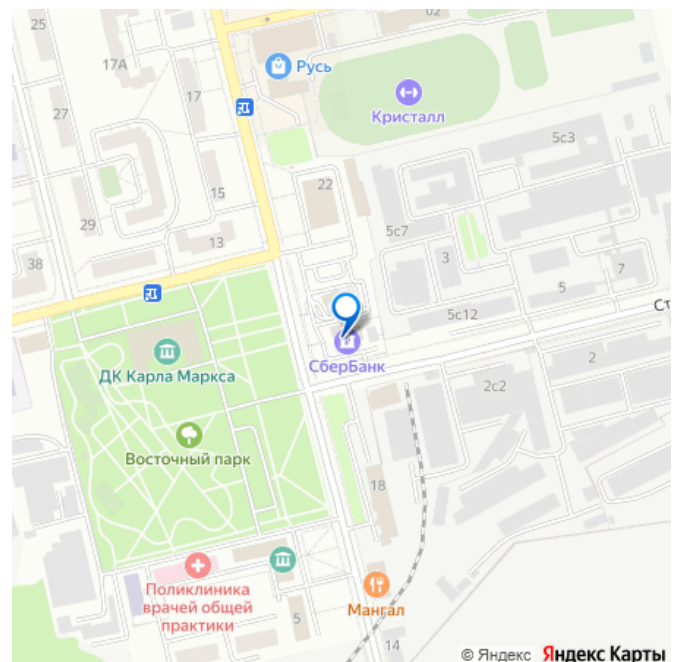 25
02
17А
Русь
17
Кристалл
27
5с3
22
15
29
5с7
13
38
3
7
5
5с12
Ст
СберБанк
2
ДК Карла Маркса
2с2
Восточный парк
18
Поликлиника
врачей общей
практики
5
Мангал
14
© Яндекс Яндекс Карты